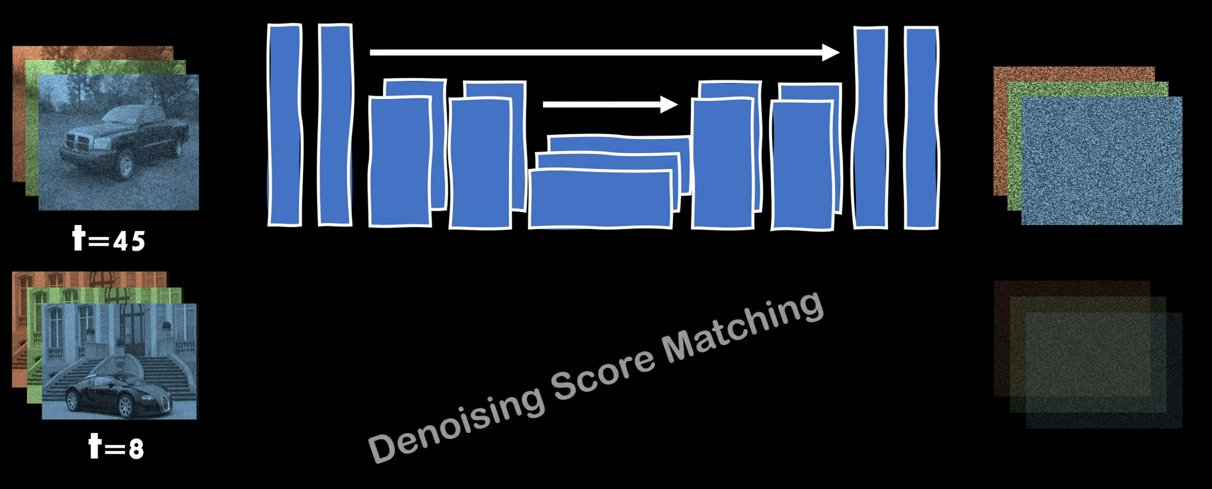 t=45
t=8
Denoising Score Matching